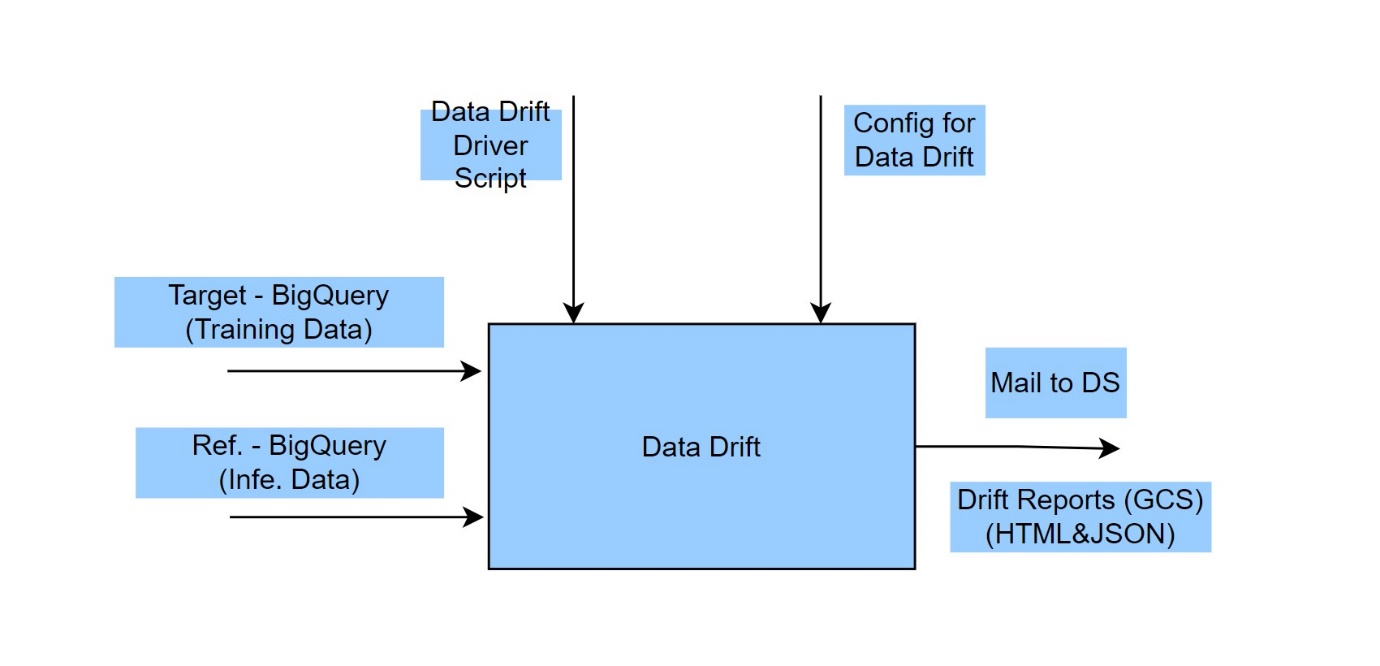 Data Drift
Driver
Script
Config for
Data Drift
Target - BigQuery
(Training Data)
Ref. - BigQuery
(Infe. Data)
Data Drift
Mail to DS
Drift Reports (GCS)
(HTML&JSON)